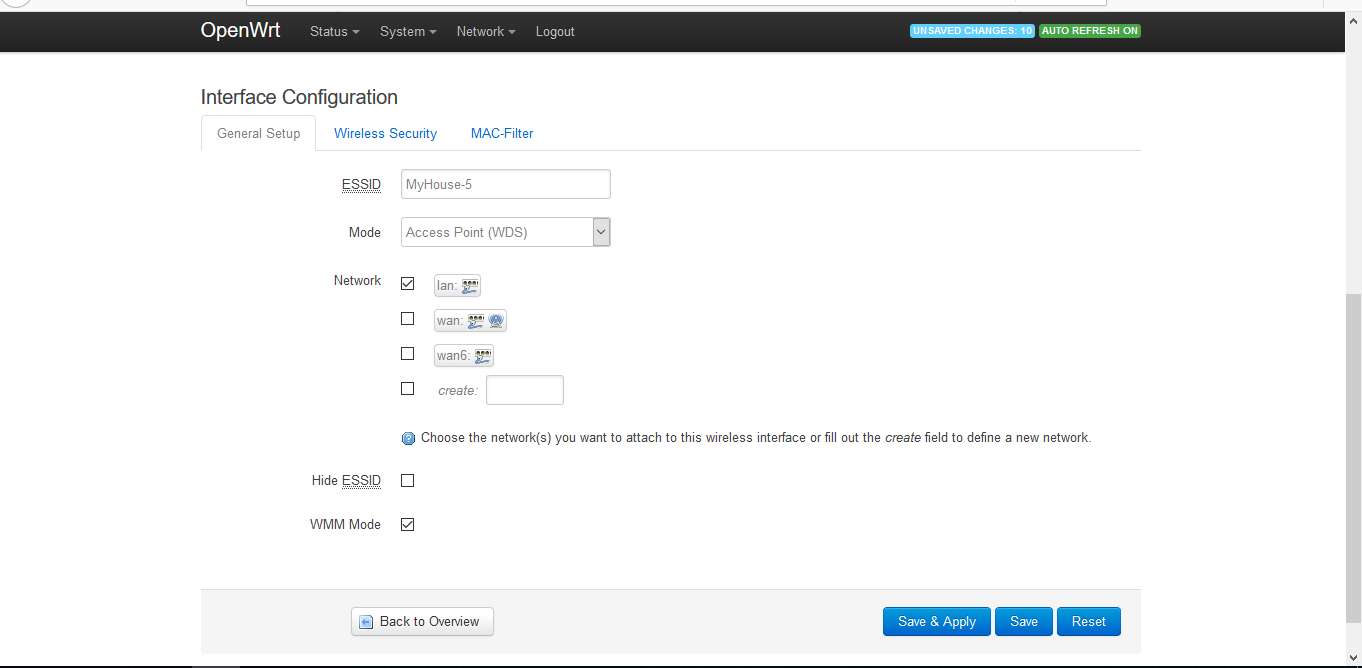 OpenWrt Status System Network Logout UNSAVED CHANGES: 10 AUTO REFRESH ON
Interface Configuration
General Setup Wireless Security MAC-Filter
ESSID MyHouse-5
Mode Access Point (WDS)
Network lan:
wan:
wan6:
create:
Choose the network(s) you want to attach to this wireless interface or fill out the create field to define a new network.
Hide ESSID
WMM Mode
Back to Overview Save & Apply Save Reset